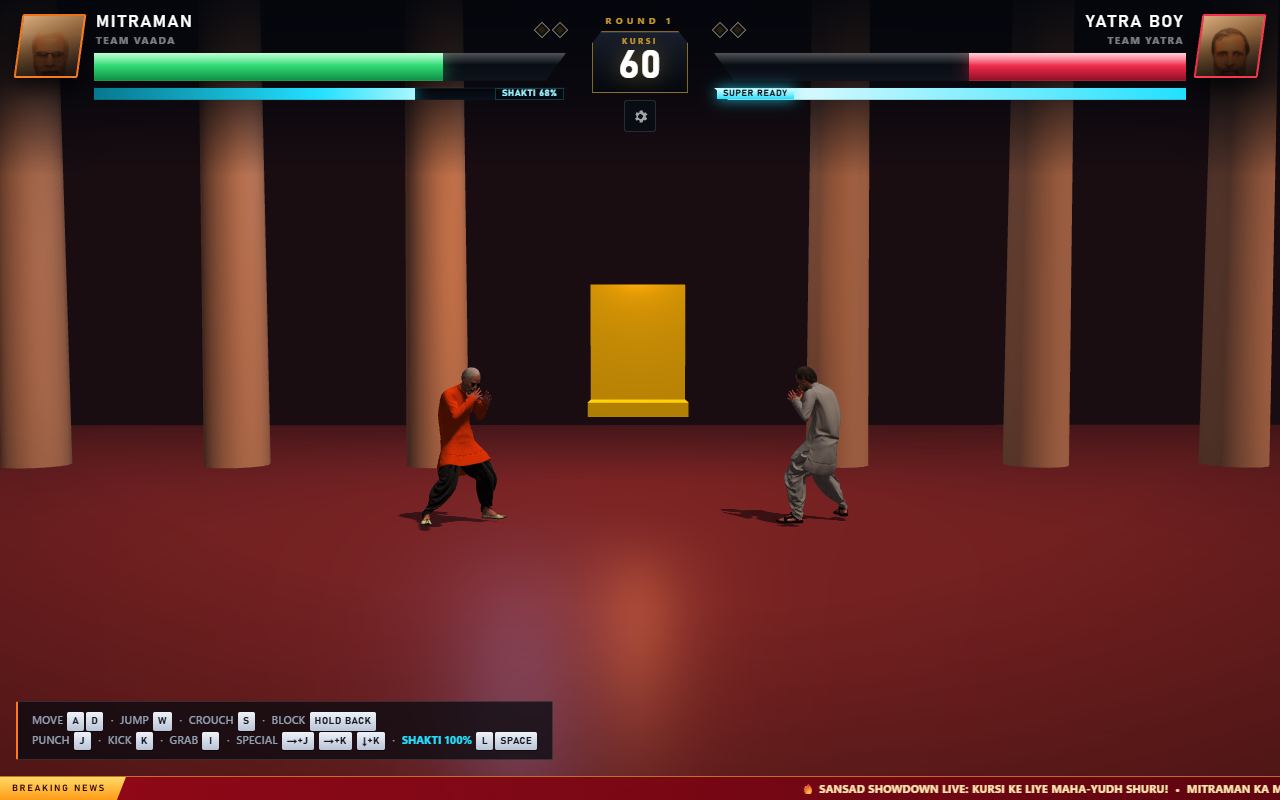 MITRAMAN
TEAM VAADA
SHAKTI 68%
ROUND 1
KURSI
60
YATRA BOY
TEAM YATRA
SUPER READY
MOVE A D · JUMP W · CROUCH S · BLOCK HOLD BACK
PUNCH J · KICK K · GRAB I · SPECIAL →+J →+K ↓+K · SHAKTI 100% L SPACE
BREAKING NEWS
🔥 SANSAD SHOWDOWN LIVE: KURSI KE LIYE MAHA-YUDH SHURU! • MITRAMAN KA M